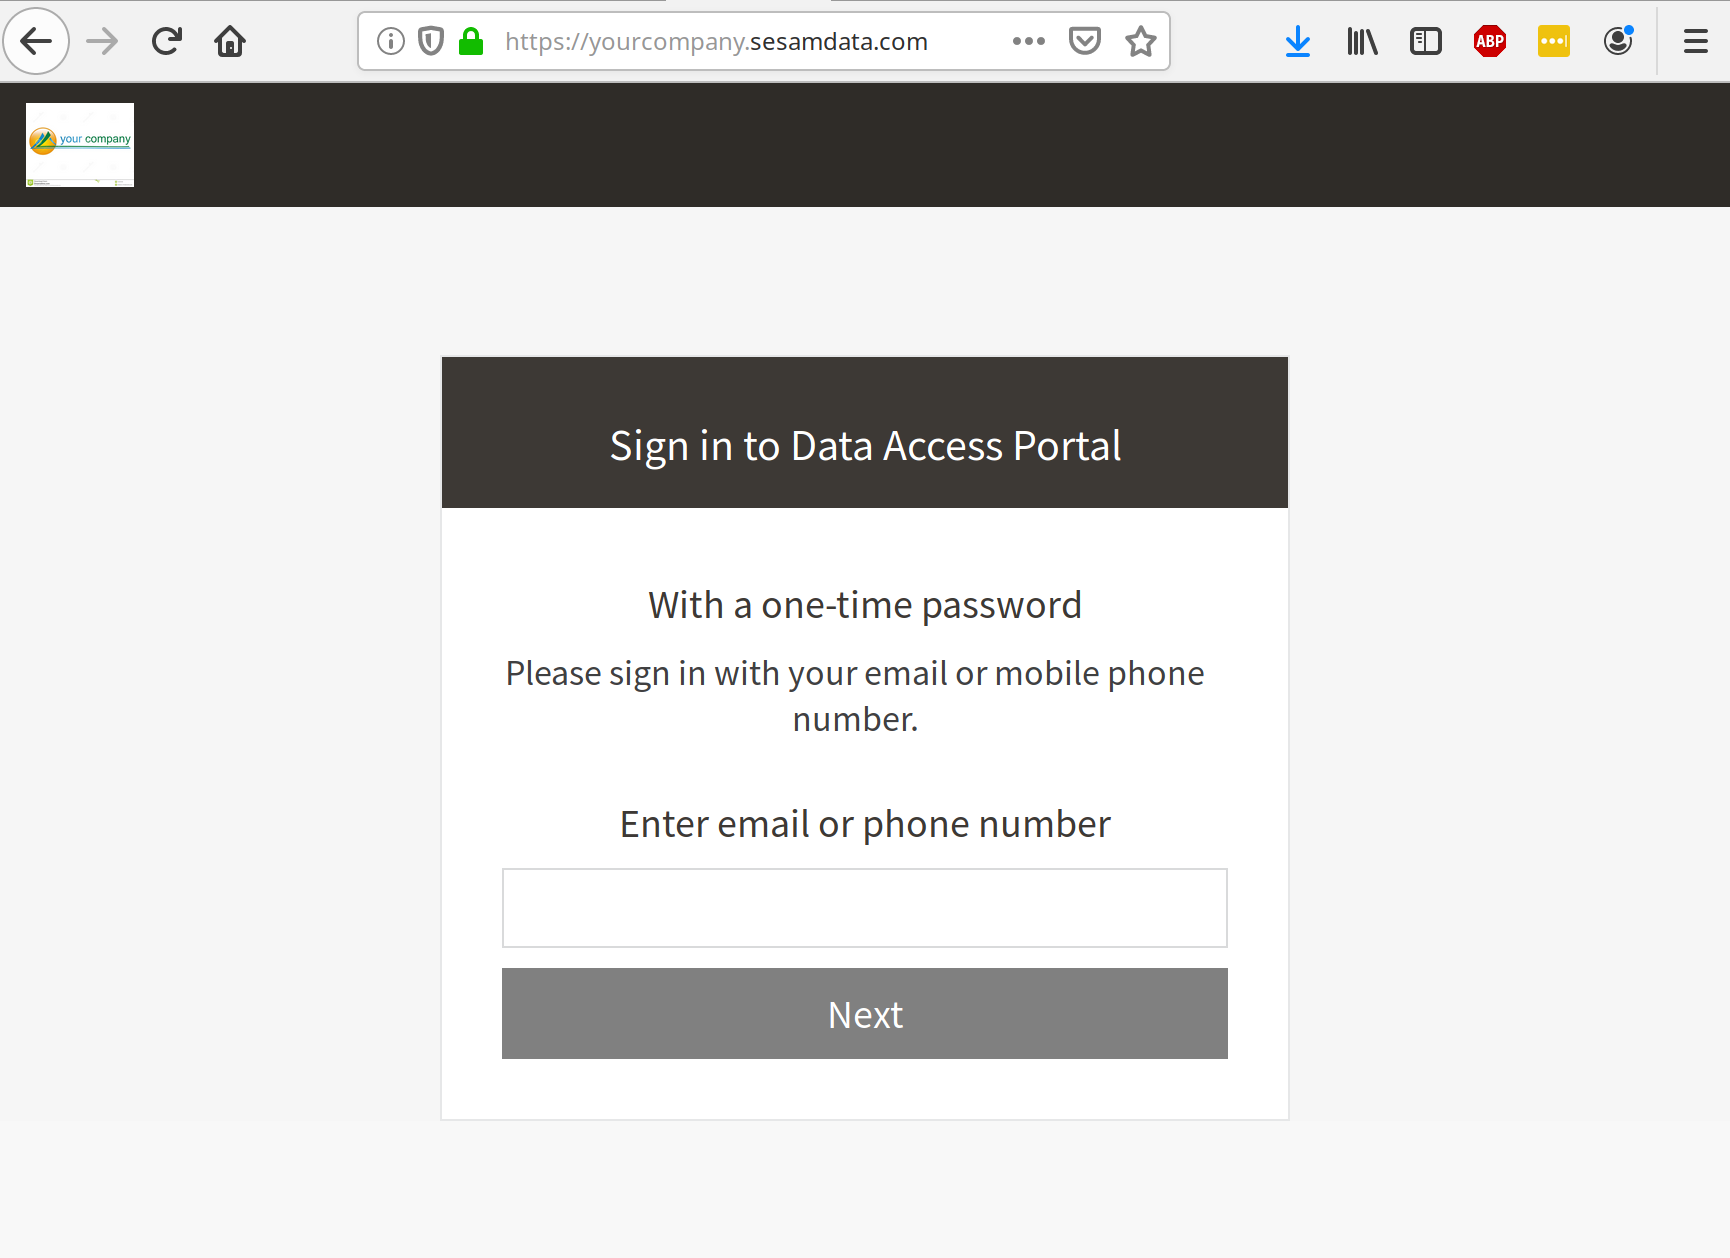 https://yourcompany.sesamdata.com
ABP
your company
Sign in to Data Access Portal
With a one-time password
Please sign in with your email or mobile phone
number.
Enter email or phone number
Next